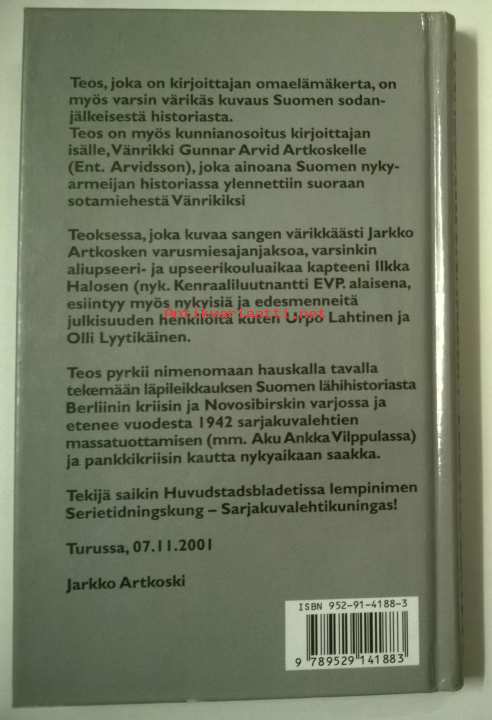 Teos, joka on kirjoittajan omaelämäkerta, on
myös varsin värikäs kuvaus Suomen sodan-
jälkeisestä historiasta.
Teos on myös kunnianosoitus kirjoittajan
isälle, Vänrikki Gunnar Arvid Artkoskelle
(Ent. Arvidsson), joka ainoana Suomen nyky-
armeijan historiassa ylennettiin suoraan
sotamiehestä Vänrikiksi
Teoksessa, joka kuvaa sangen värikkäästi Jarkko
Artkosken varusmiesajanjaksoa, varsinkin
aliupseeri- ja upseerikouluaikaa kapteeni Ilkka
Halosen (nyk. Kenraaliluutnantti EVP. alaisena,
esiintyy myös nykyisiä ja edesmenneitä
julkisuuden henkilöitä kuten Urpo Lahtinen ja
antikvariaatti.net
Olli Lyytikäinen.
Teos pyrkii nimenomaan hauskalla tavalla
tekemään läpileikkauksen Suomen lähihistoriasta
Berliinin kriisin ja Novosibirskin varjossa ja
etenee vuodesta 1942 sarjakuvalehtien
massatuottamisen (mm. Aku Ankka Vilppulassa)
ja pankkikriisin kautta nykyaikaan saakka.
Tekijä saikin Huvudstadsbladetissa lempinimen
Serietidningskung – Sarjakuvalehtikuningas!
Turussa, 07.11.2001
Jarkko Artkoski
ISBN 952-91-4188-3
9 789529 141883